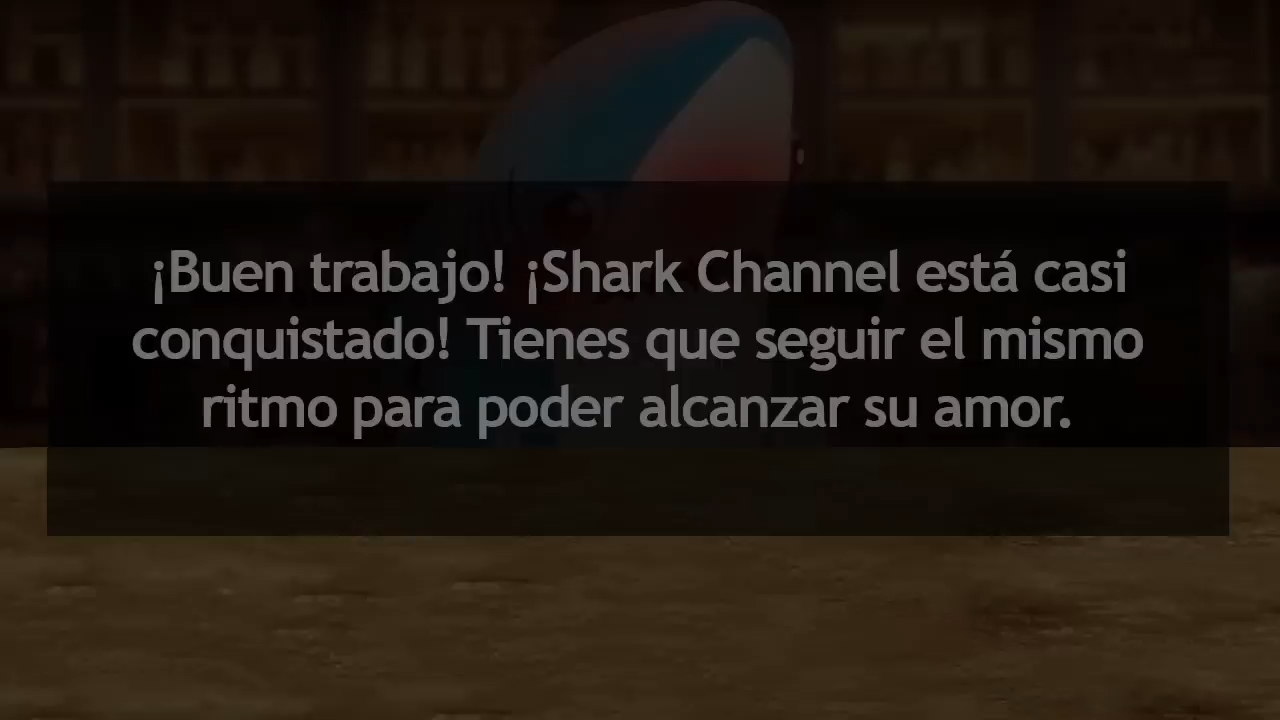 ¡Buen trabajo! ¡Shark Channel está casi
conquistado! Tienes que seguir el mismo
ritmo para poder alcanzar su amor.